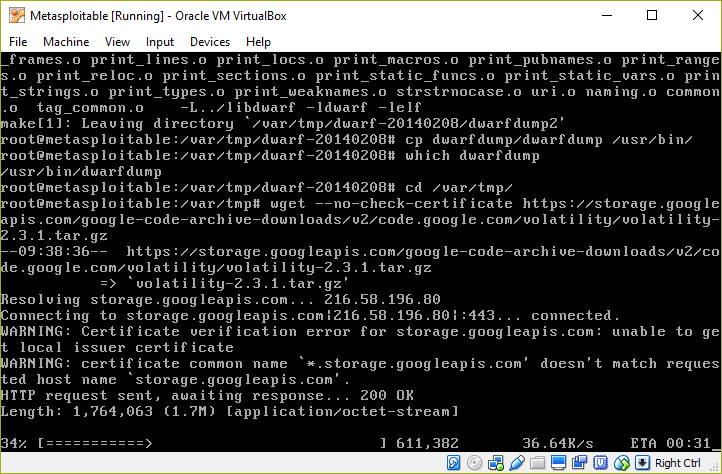 Metasploitable [Running] - Oracle VM VirtualBox
File Machine View Input Devices Help
_frames.o print_lines.o print_locs.o print_macros.o print_pubnames.o print_range
s.o print_reloc.o print_sections.o print_static_funcs.o print_static_vars.o prin
t_strings.o print_types.o print_weaknames.o strstrnocase.o uri.o naming.o common
.o  tag_common.o    -L../libdwarf -ldwarf -lelf
make[1]: Leaving directory `/var/tmp/dwarf-20140208/dwarfdump2'
root@metasploitable:/var/tmp/dwarf-20140208# cp dwarfdump/dwarfdump /usr/bin/
root@metasploitable:/var/tmp/dwarf-20140208# which dwarfdump
/usr/bin/dwarfdump
root@metasploitable:/var/tmp/dwarf-20140208# cd /var/tmp/
root@metasploitable:/var/tmp# wget --no-check-certificate https://storage.google
apis.com/google-code-archive-downloads/v2/code.google.com/volatility/volatility-
2.3.1.tar.gz
--09:38:36--  https://storage.googleapis.com/google-code-archive-downloads/v2/co
de.google.com/volatility/volatility-2.3.1.tar.gz
           => `volatility-2.3.1.tar.gz'
Resolving storage.googleapis.com... 216.58.196.80
Connecting to storage.googleapis.com|216.58.196.80|:443... connected.
WARNING: Certificate verification error for storage.googleapis.com: unable to ge
t local issuer certificate
WARNING: certificate common name `*.storage.googleapis.com' doesn't match reques
ted host name `storage.googleapis.com'.
HTTP request sent, awaiting response... 200 OK
Length: 1,764,063 (1.7M) [application/octet-stream]
34% [===========>                       ] 611,382       36.64K/s    ETA 00:31
Right Ctrl